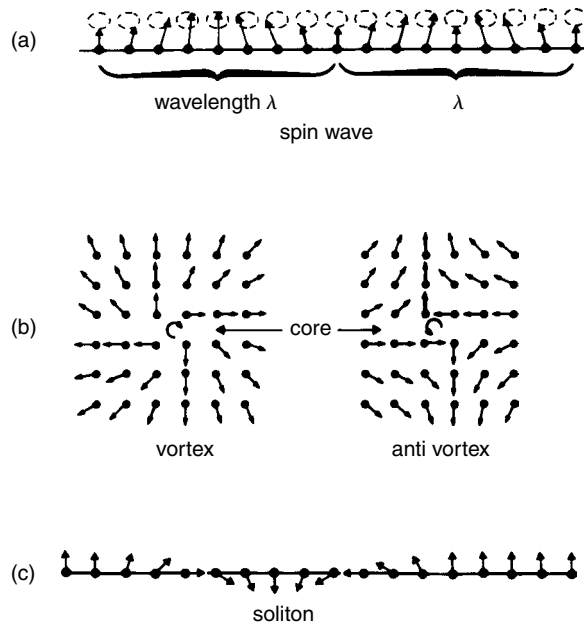 (a)
wavelength λ
λ
spin wave
(b)
core
vortex
anti vortex
(c)
soliton